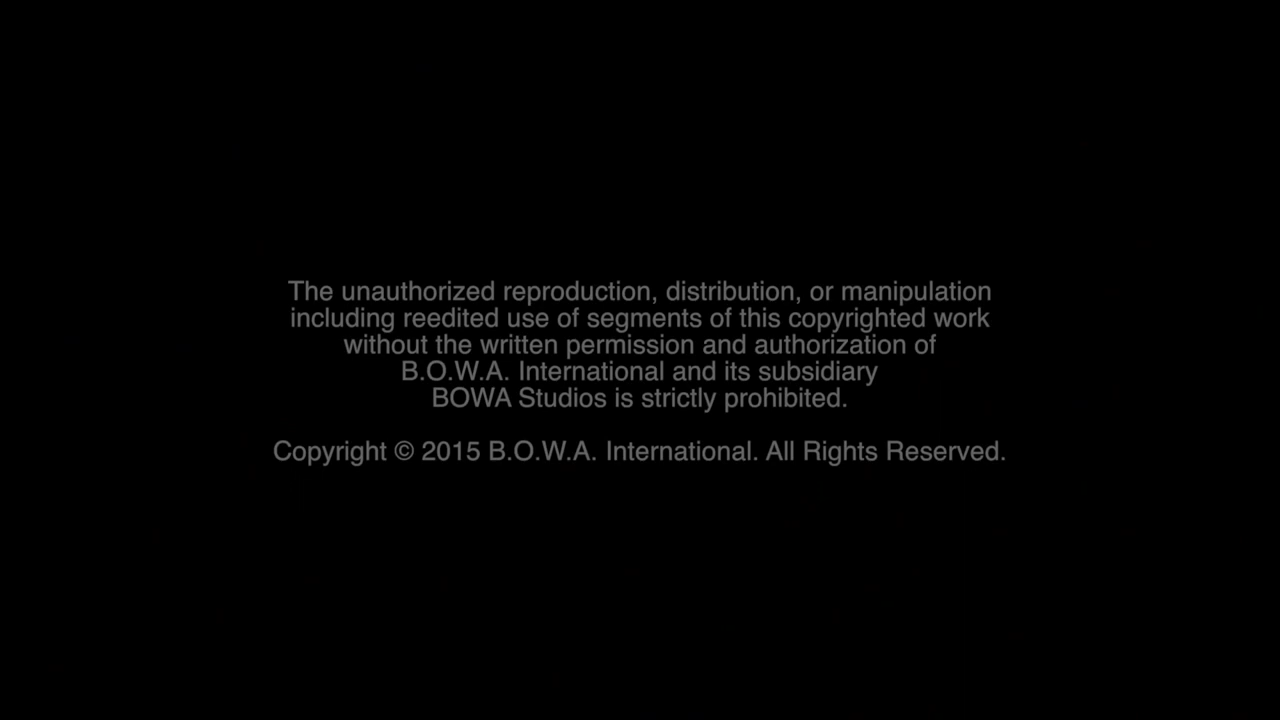 The unauthorized reproduction, distribution, or manipulation
including reedited use of segments of this copyrighted work
without the written permission and authorization of
B.O.W.A. International and its subsidiary
BOWA Studios is strictly prohibited.
Copyright © 2015 B.O.W.A. International. All Rights Reserved.